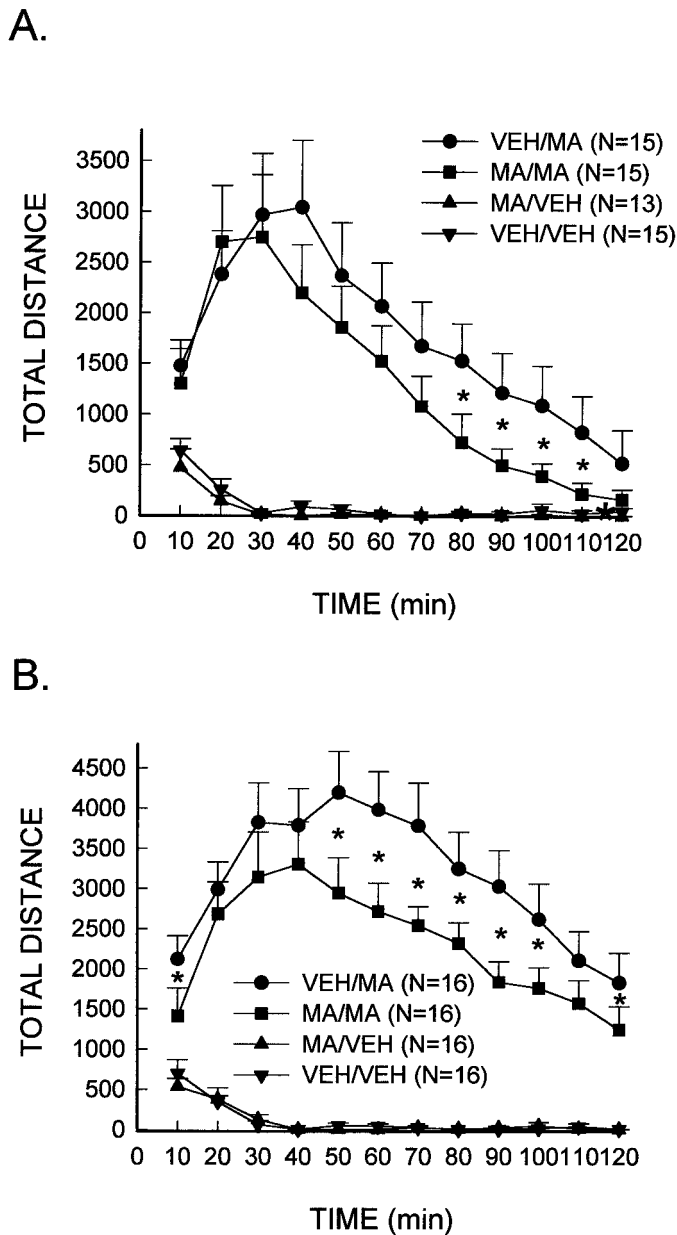 A.
VEH/MA (N=15)
MA/MA (N=15)
MA/VEH (N=13)
VEH/VEH (N=15)
TOTAL DISTANCE
3500
3000
2500
2000
1500
1000
500
0
* * * * *
0 10 20 30 40 50 60 70 80 90 100 110 120
TIME (min)
B.
TOTAL DISTANCE
4500
4000
3500
3000
2500
2000
1500
1000
500
0
* * * * * * * *
VEH/MA (N=16)
MA/MA (N=16)
MA/VEH (N=16)
VEH/VEH (N=16)
0 10 20 30 40 50 60 70 80 90 100 110 120
TIME (min)